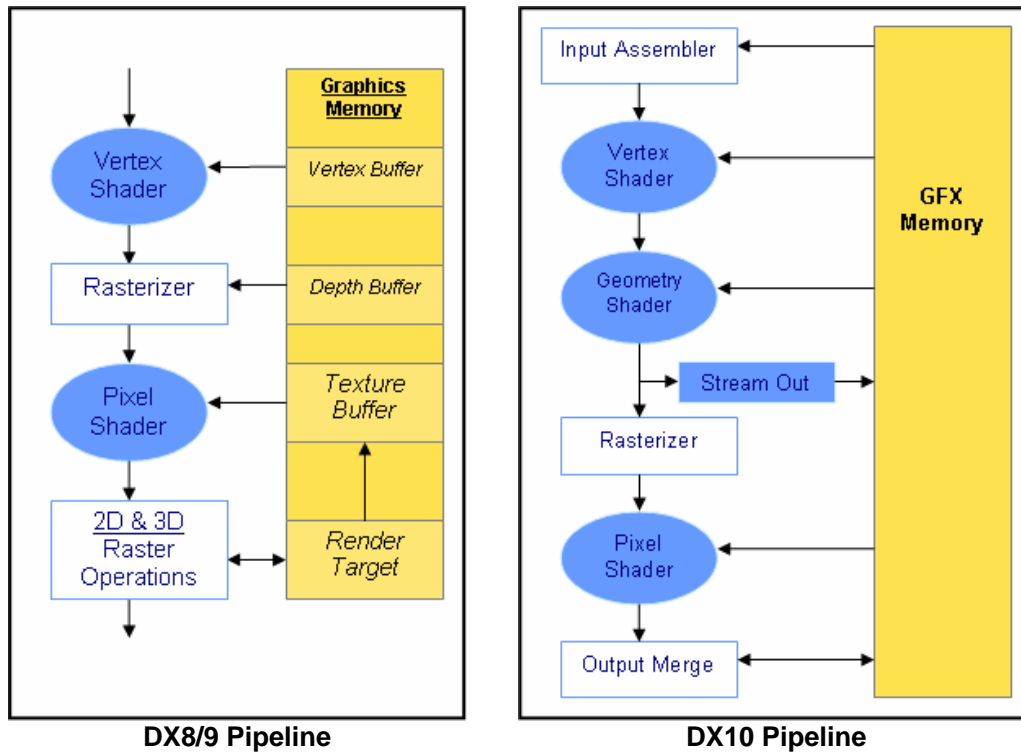 Graphics
Memory
Vertex
Shader
Vertex Buffer
Rasterizer
Depth Buffer
Pixel
Shader
Texture
Buffer
2D & 3D
Raster
Operations
Render
Target
DX8/9 Pipeline
Input Assembler
Vertex
Shader
GFX
Memory
Geometry
Shader
Stream Out
Rasterizer
Pixel
Shader
Output Merge
DX10 Pipeline